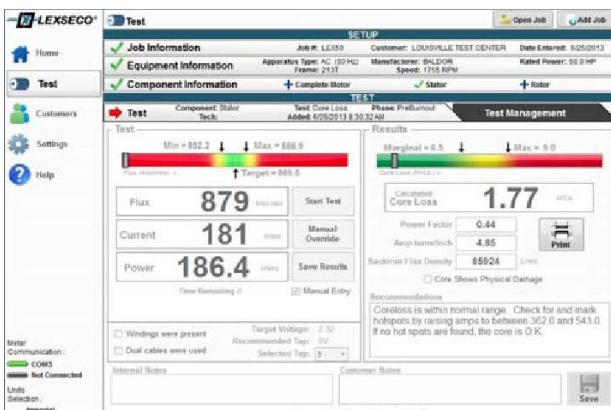 LEXSECO®
Test
Open Job
Add Job
SETUP
Home
Job Information
Job #: LEX50
Customer: LOUISVILLE TEST CENTER
Date Entered: 6/25/2013
Equipment Information
Apparatus Type: AC (60 Hz)
Manufacturer: BALDOR
Rated Power: 50.0 HP
Frame: 213T
Speed: 1755 RPM
Test
Component Information
Complete Motor
Stator
Rotor
TEST
Test
Component: Stator
Test: Core Loss
Phase: PreBurnout
Tech:
Added: 6/25/2013 8:30:32 AM
Test Management
Customers
Settings
Help
Test
Min = 852.2
Max = 886.9
Target = 869.5
Flux
879
Start Test
Current
181
Amps
Manual Override
Power
186.4
Watts
Save Results
Time Remaining: 0
Manual Entry
Windings were present
Dual cables were used
Target Voltage: 2.32
Recommended Tap: 5V
Selected Tap: 5
Results
Marginal = 6.5
Max = 9.0
Calculated
Core Loss
1.77
Power Factor
0.44
Amp turns/inch
4.85
Print
Backiron Flux Density
85924
Core Shows Physical Damage
Recommendations
Coreloss is within normal range. Check for and mark
hotspots by raising amps to between 362.0 and 543.0.
If no hot spots are found, the core is O.K.
Internal Notes
Customer Notes
Save
Meter
Communication:
COM3
Not Connected
Units
Selection:
Imperial